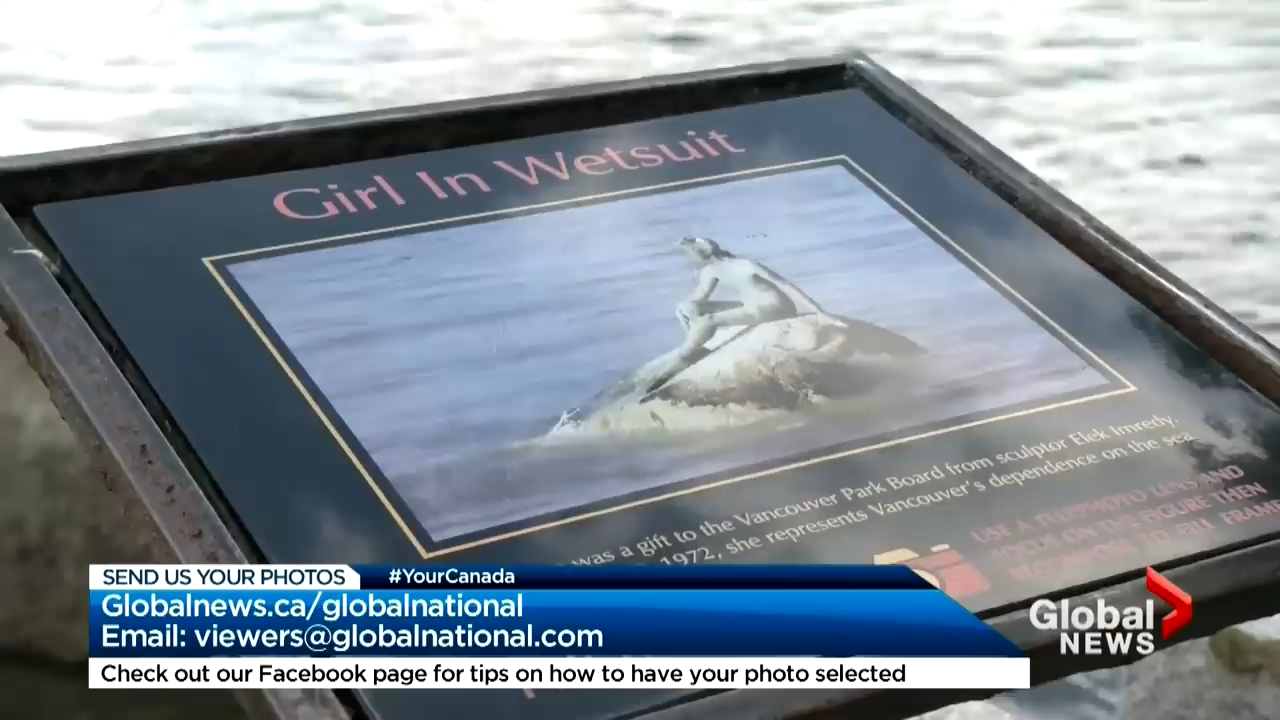 Girl In Wetsuit
was a gift to the Vancouver Park Board from sculptor Elek Imredy.
1972, she represents Vancouver's dependence on the sea
USE A TELEPHOTO LENS AND
FOCUS ON THE FIGURE THEN
TO FILL FRAME
SEND US YOUR PHOTOS
#YourCanada
Globalnews.ca/globalnational
Email: viewers@globalnational.com
Check out our Facebook page for tips on how to have your photo selected
Global
NEWS